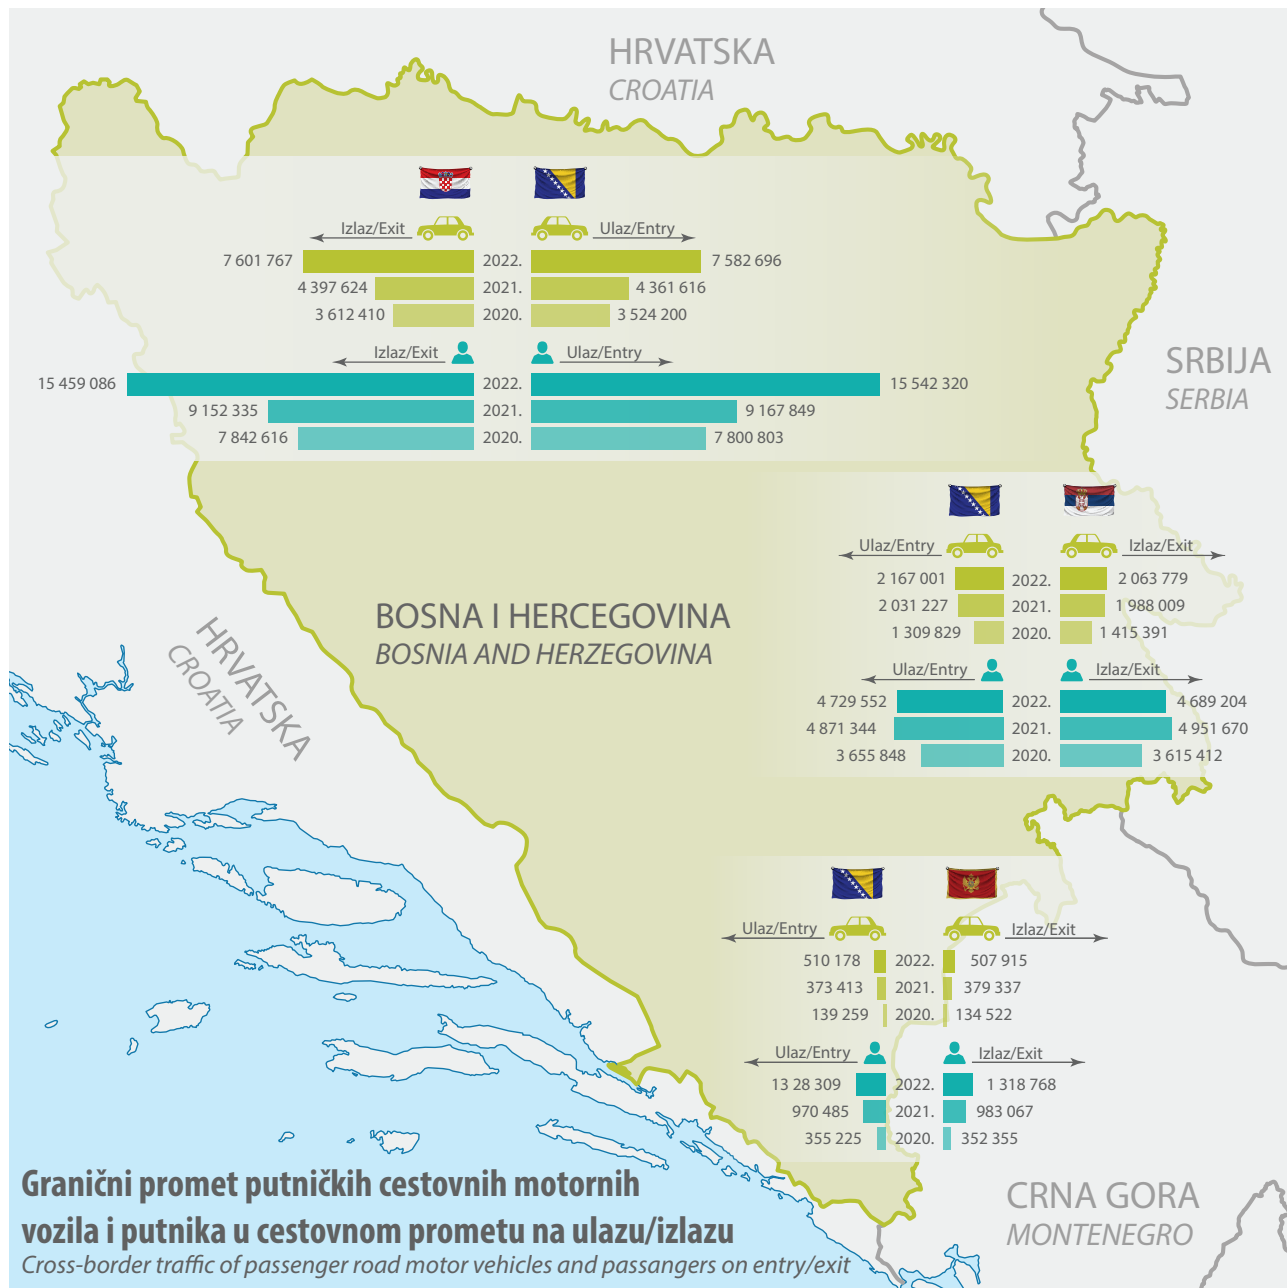 HRVATSKA
CROATIA
Izlaz/Exit Ulaz/Entry
7 601 767 2022. 7 582 696
4 397 624 2021. 4 361 616
3 612 410 2020. 3 524 200
Izlaz/Exit Ulaz/Entry
15 459 086 2022. 15 542 320
9 152 335 2021. 9 167 849
7 842 616 2020. 7 800 803
SRBIJA
SERBIA
Ulaz/Entry Izlaz/Exit
2 167 001 2022. 2 063 779
2 031 227 2021. 1 988 009
1 309 829 2020. 1 415 391
BOSNA I HERCEGOVINA
BOSNIA AND HERZEGOVINA
HRVATSKA
CROATIA
Ulaz/Entry Izlaz/Exit
4 729 552 2022. 4 689 204
4 871 344 2021. 4 951 670
3 655 848 2020. 3 615 412
Ulaz/Entry Izlaz/Exit
510 178 2022. 507 915
373 413 2021. 379 337
139 259 2020. 134 522
Ulaz/Entry Izlaz/Exit
13 28 309 2022. 1 318 768
970 485 2021. 983 067
355 225 2020. 352 355
CRNA GORA
MONTENEGRO
Granični promet putničkih cestovnih motornih
vozila i putnika u cestovnom prometu na ulazu/izlazu
Cross-border traffic of passenger road motor vehicles and passangers on entry/exit